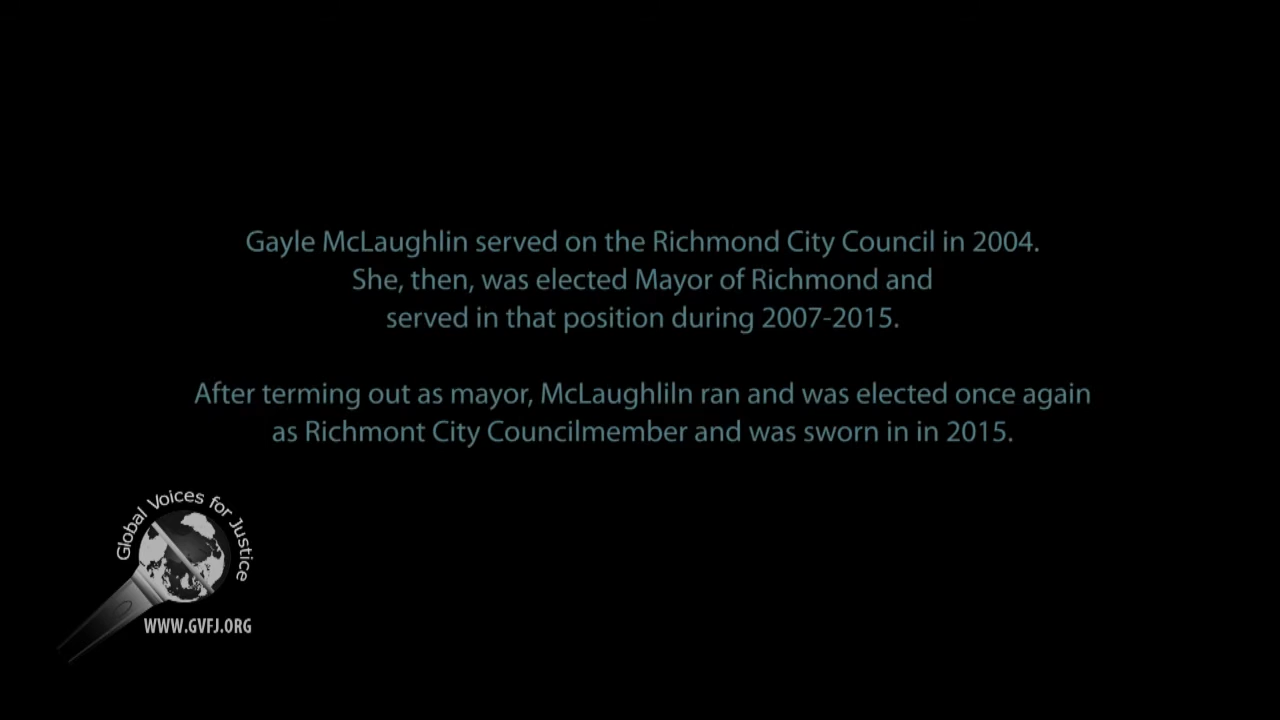 Gayle McLaughlin served on the Richmond City Council in 2004.
She, then, was elected Mayor of Richmond and
served in that position during 2007-2015.
After terming out as mayor, McLaughliln ran and was elected once again
as Richmont City Councilmember and was sworn in in 2015.
Global Voices for Justice
WWW.GVFJ.ORG